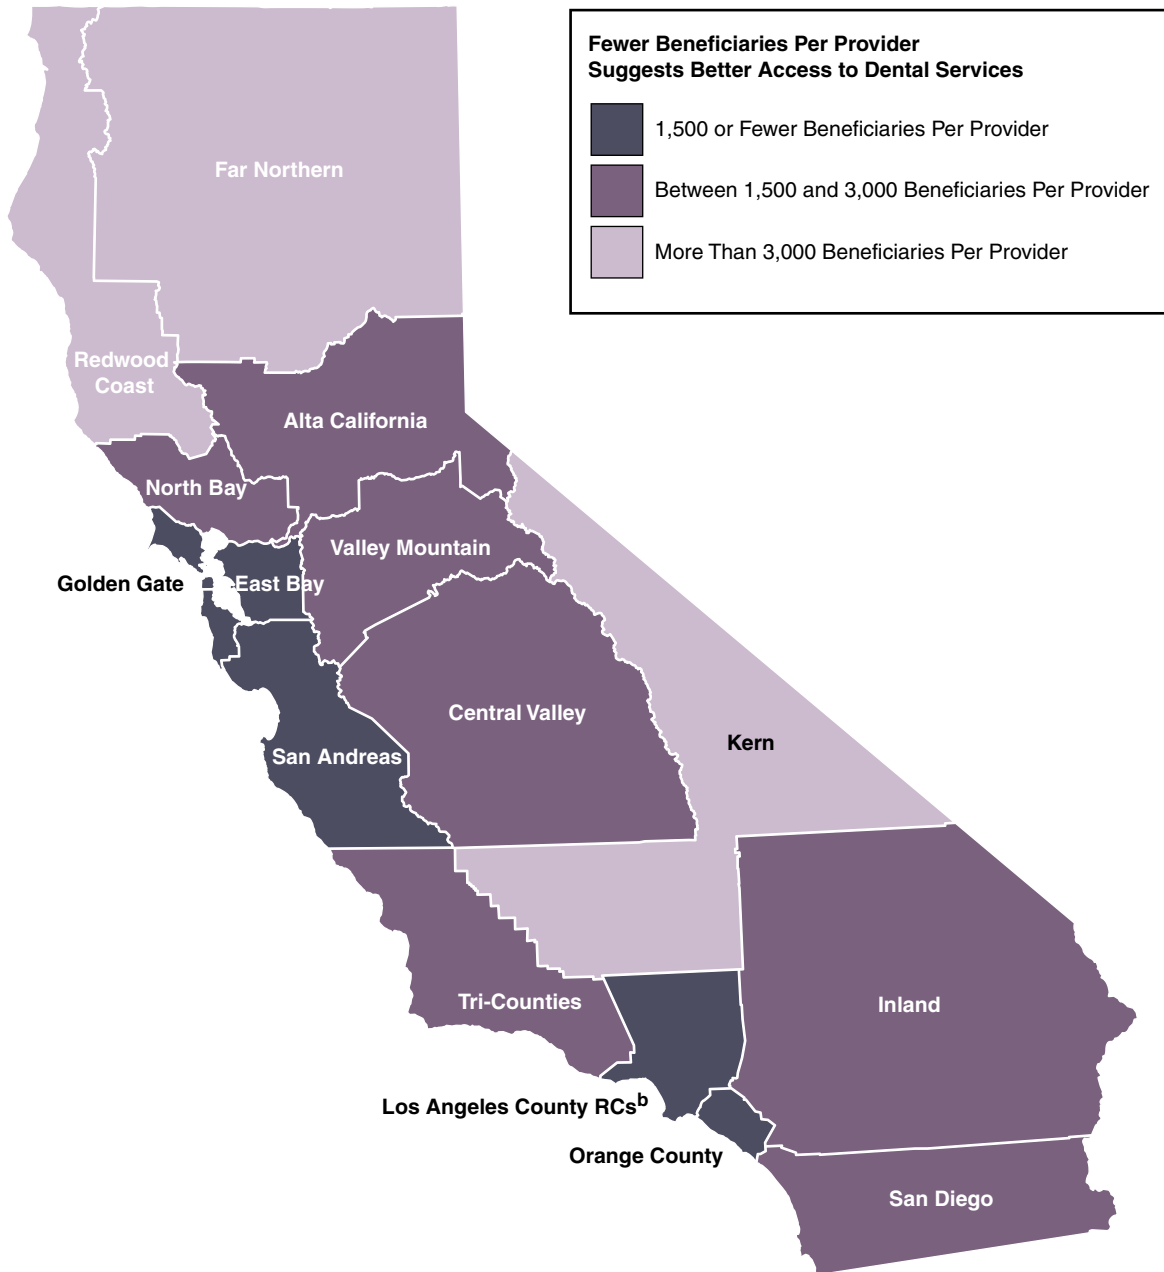 Fewer Beneficiaries Per Provider
Suggests Better Access to Dental Services
1,500 or Fewer Beneficiaries Per Provider
Between 1,500 and 3,000 Beneficiaries Per Provider
More Than 3,000 Beneficiaries Per Provider
Far Northern
Redwood
Coast
Alta California
North Bay
Valley Mountain
Golden Gate
East Bay
Central Valley
Kern
San Andreas
Tri-Counties
Inland
Los Angeles County RCsb
Orange County
San Diego